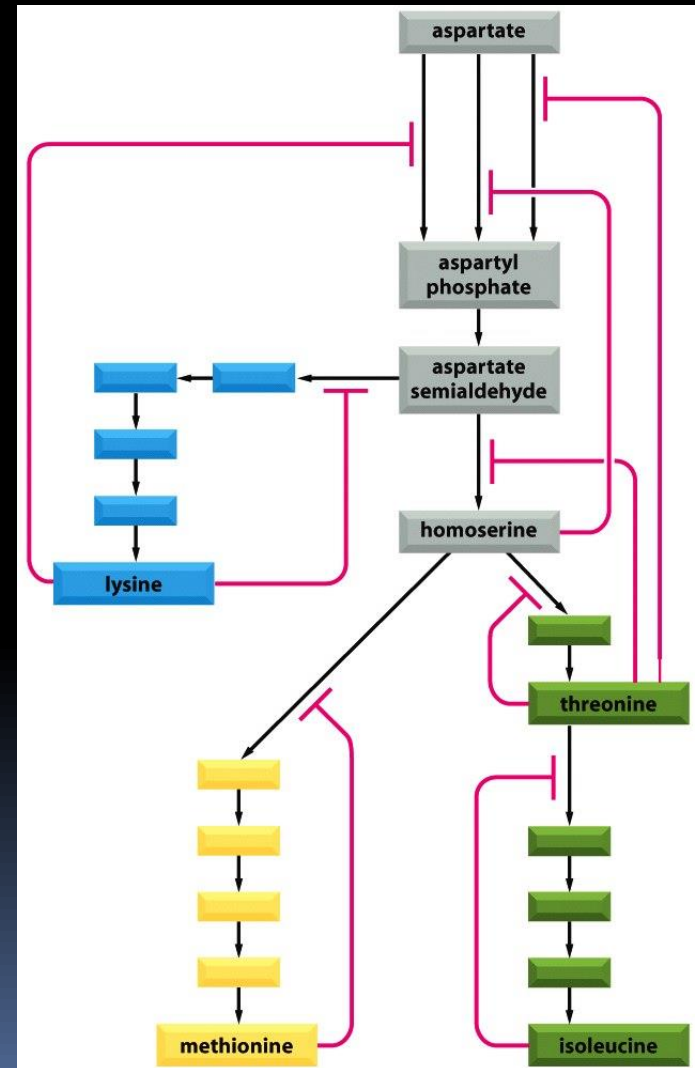 aspartate
aspartyl
phosphate
aspartate
semialdehyde
homoserine
lysine
threonine
methionine
isoleucine